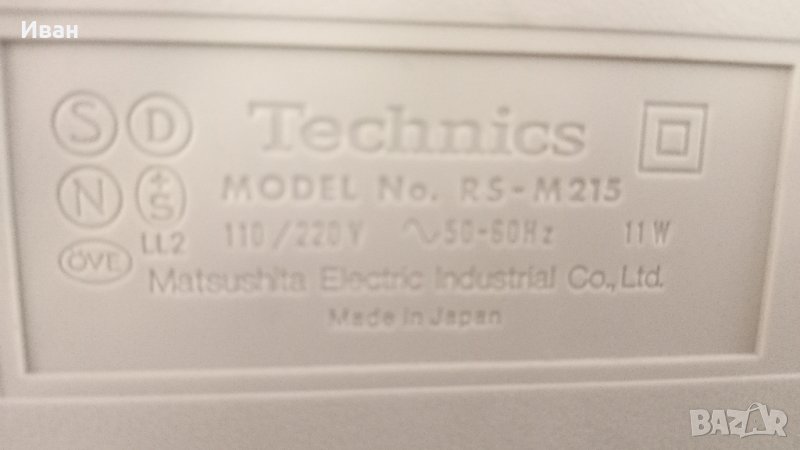 Иван
S D Technics
N +S MODEL No. RS-M215
LL2 110/220V ∿50-60Hz 11W
ÖVE
Matsushita Electric Industrial Co., Ltd.
Made in Japan
BAZAR